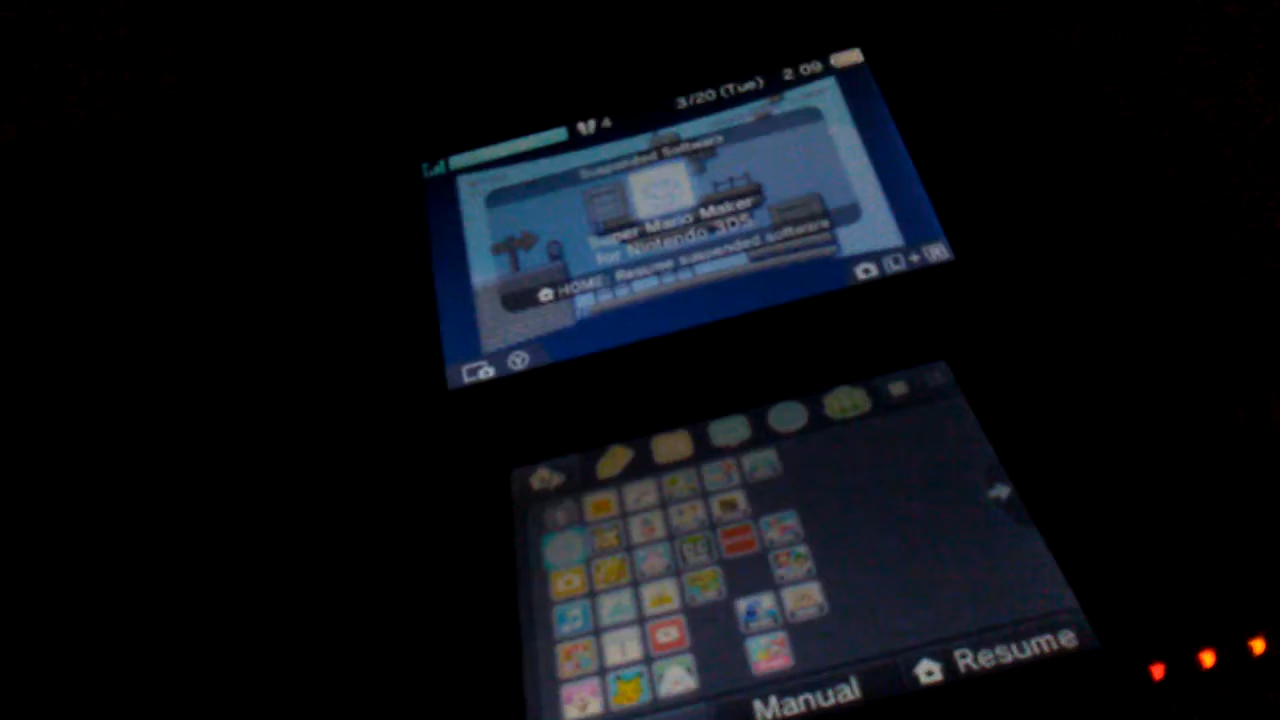 4 3/20 (Tue) 2 09
Suspended Software
Super Mario Maker
for Nintendo 3DS
HOME: Resume suspended software
Y L + R
Manual Resume